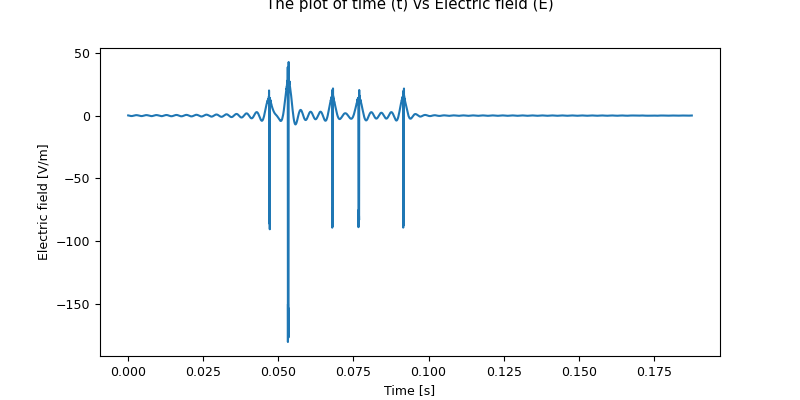 The plot of time (t) vs Electric field (E)
50
0
−50
−100
−150
Electric field [V/m]
0.000 0.025 0.050 0.075 0.100 0.125 0.150 0.175
Time [s]